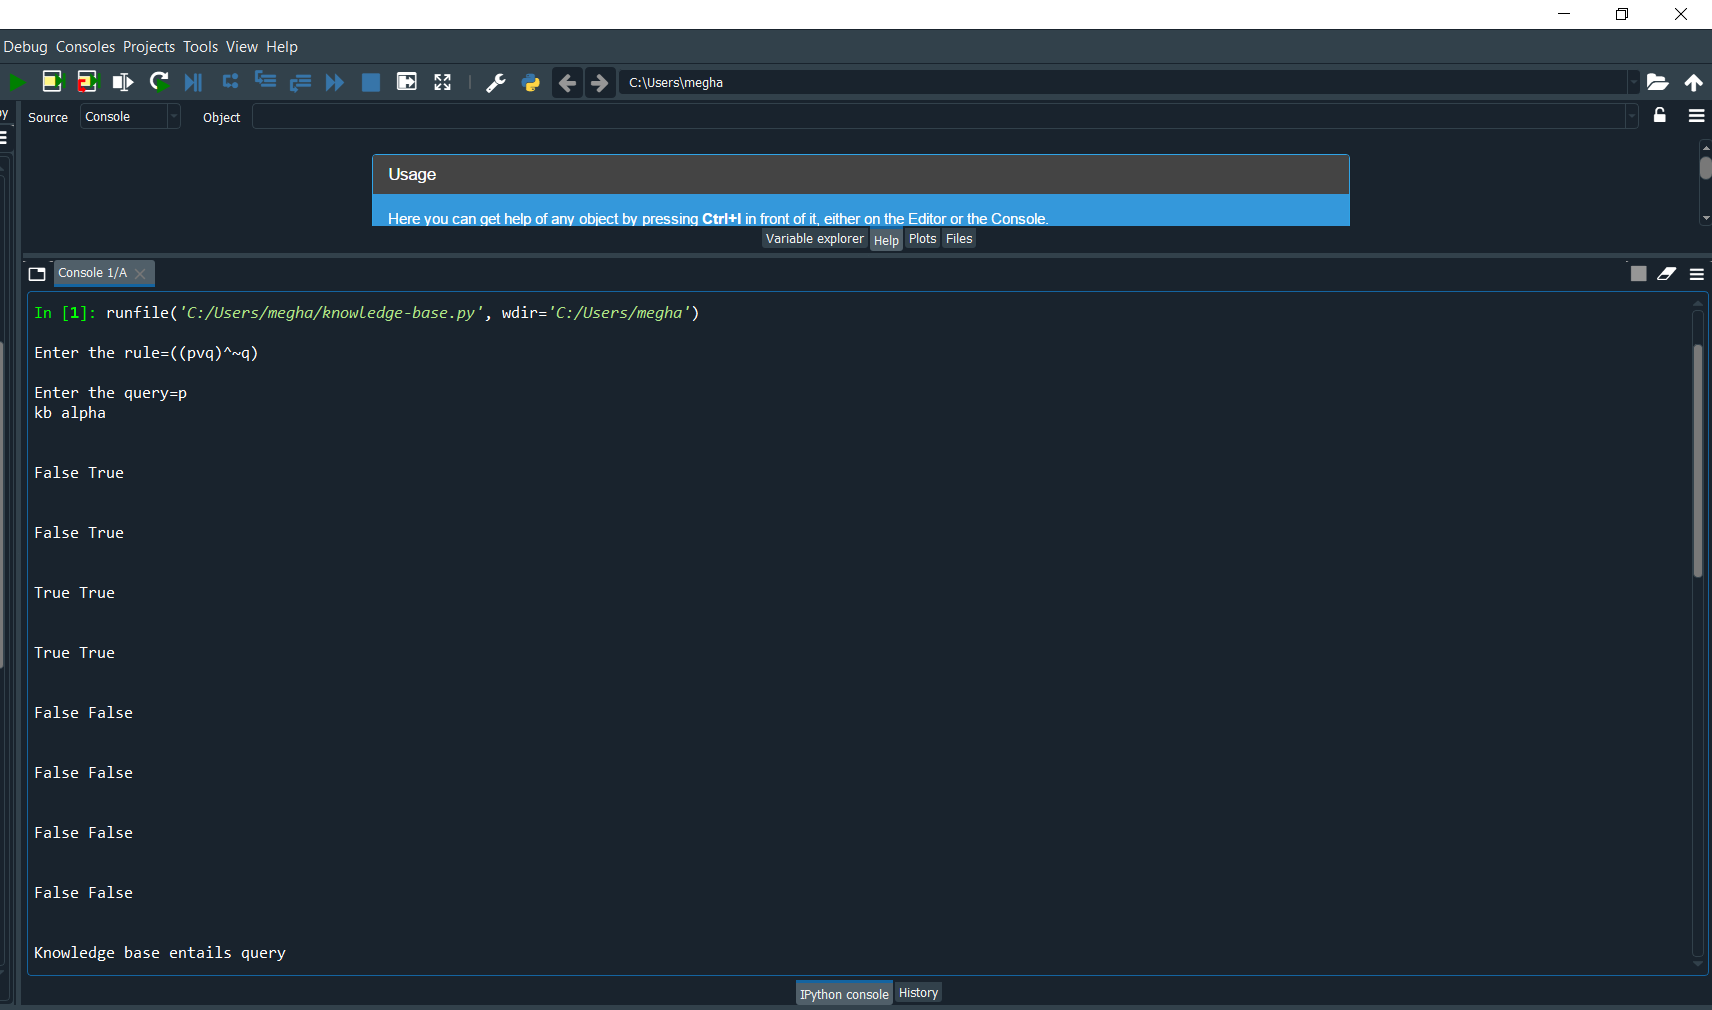 Debug Consoles Projects Tools View Help
C:\Users\megha
Source Console Object
Usage
Here you can get help of any object by pressing Ctrl+I in front of it, either on the Editor or the Console.
Variable explorer Help Plots Files
Console 1/A
In [1]: runfile('C:/Users/megha/knowledge-base.py', wdir='C:/Users/megha')
Enter the rule=((pvq)^~q)
Enter the query=p
kb alpha
False True
False True
True True
True True
False False
False False
False False
False False
Knowledge base entails query
IPython console History